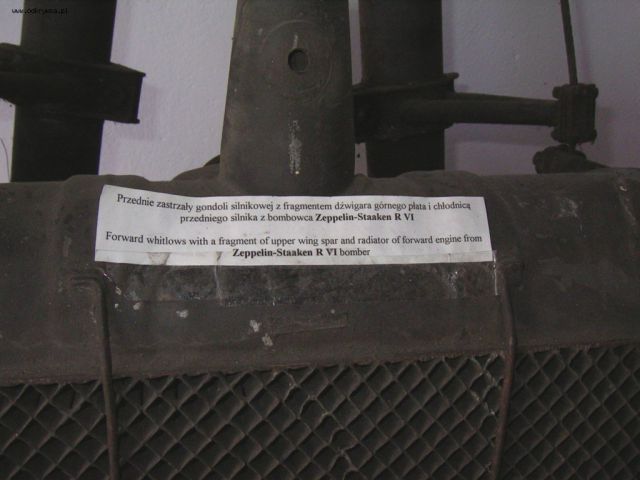 www.odkrywca.pl
Przednie zastrzały gondoli silnikowej z fragmentem dźwigara górnego płata i chłodnicą
przedniego silnika z bombowca Zeppelin-Staaken R VI
Forward whitlows with a fragment of upper wing spar and radiator of forward engine from
Zeppelin-Staaken R VI bomber